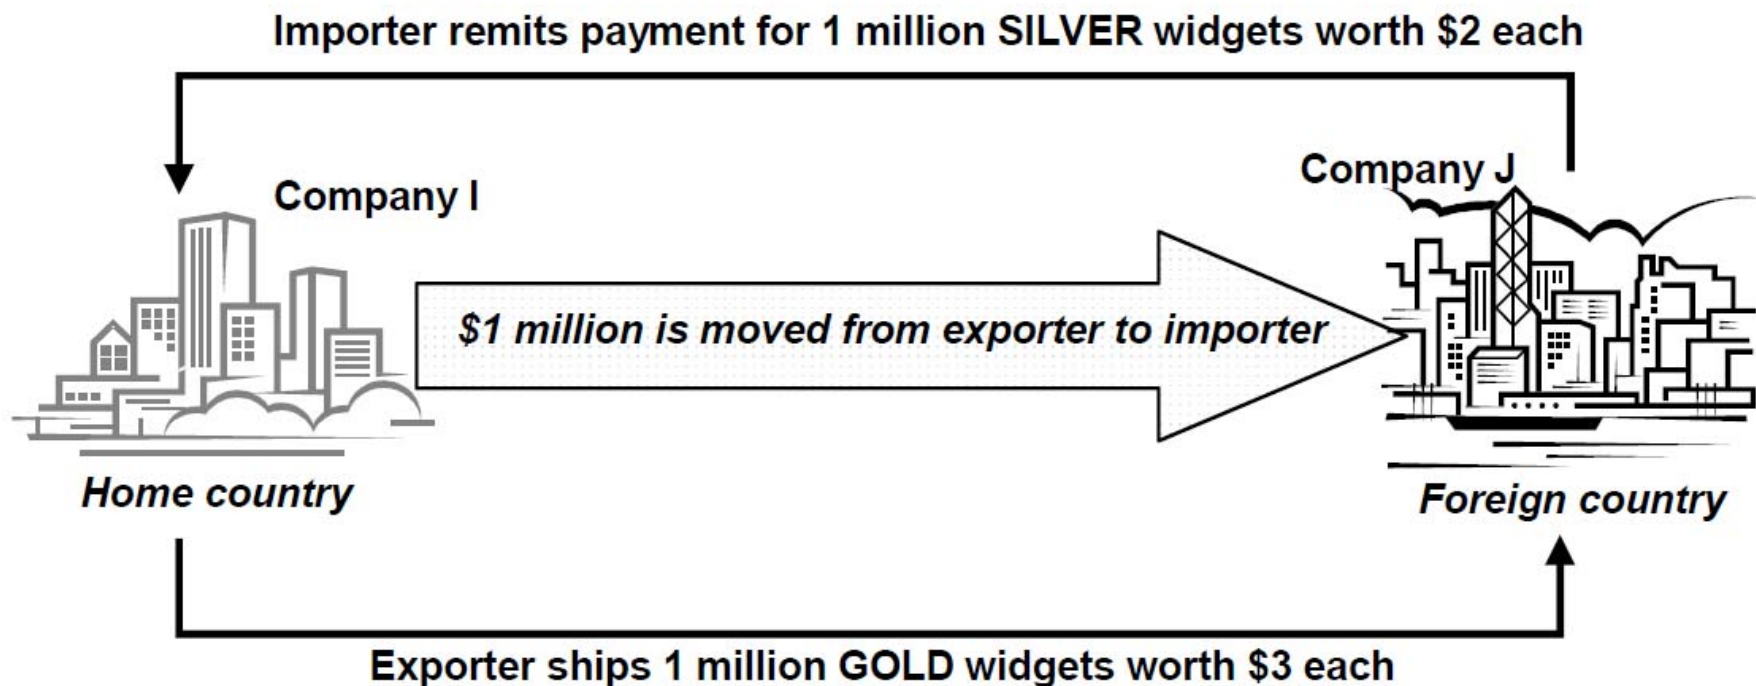 Importer remits payment for 1 million SILVER widgets worth $2 each
Company J
Company I
$1 million is moved from exporter to importer
Home country
Foreign country
Exporter ships 1 million GOLD widgets worth $3 each